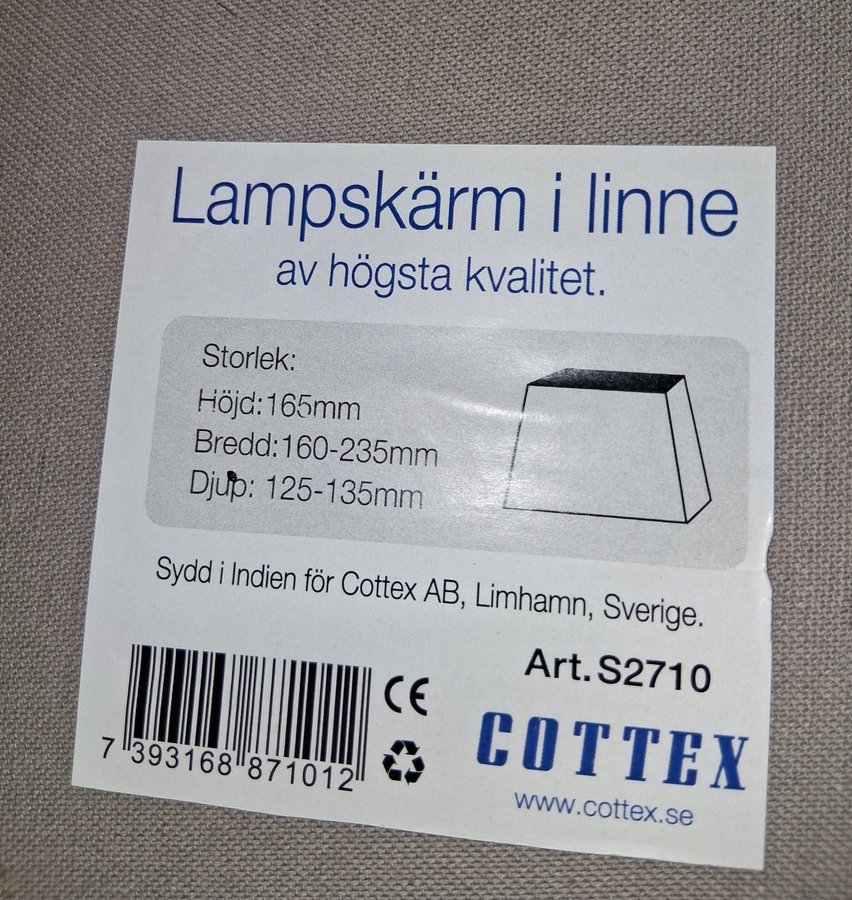 Lampskärm i linne
av högsta kvalitet.
Storlek:
Höjd:165mm
Bredd:160-235mm
Djup: 125-135mm
Sydd i Indien för Cottex AB, Limhamn, Sverige.
Art.S2710
CE
7 393168 871012
COTTEX
www.cottex.se